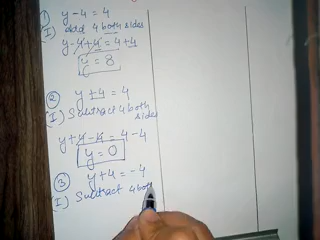 ① y - 4 = 4
(I) add 4 both sides
y - 4 + 4 = 4 + 4
y = 8
② y + 4 = 4
(I) Subtract 4 both sides
y + 4 - 4 = 4 - 4
y = 0
③ y + 4 = - 4
(I) Subtract 4 both